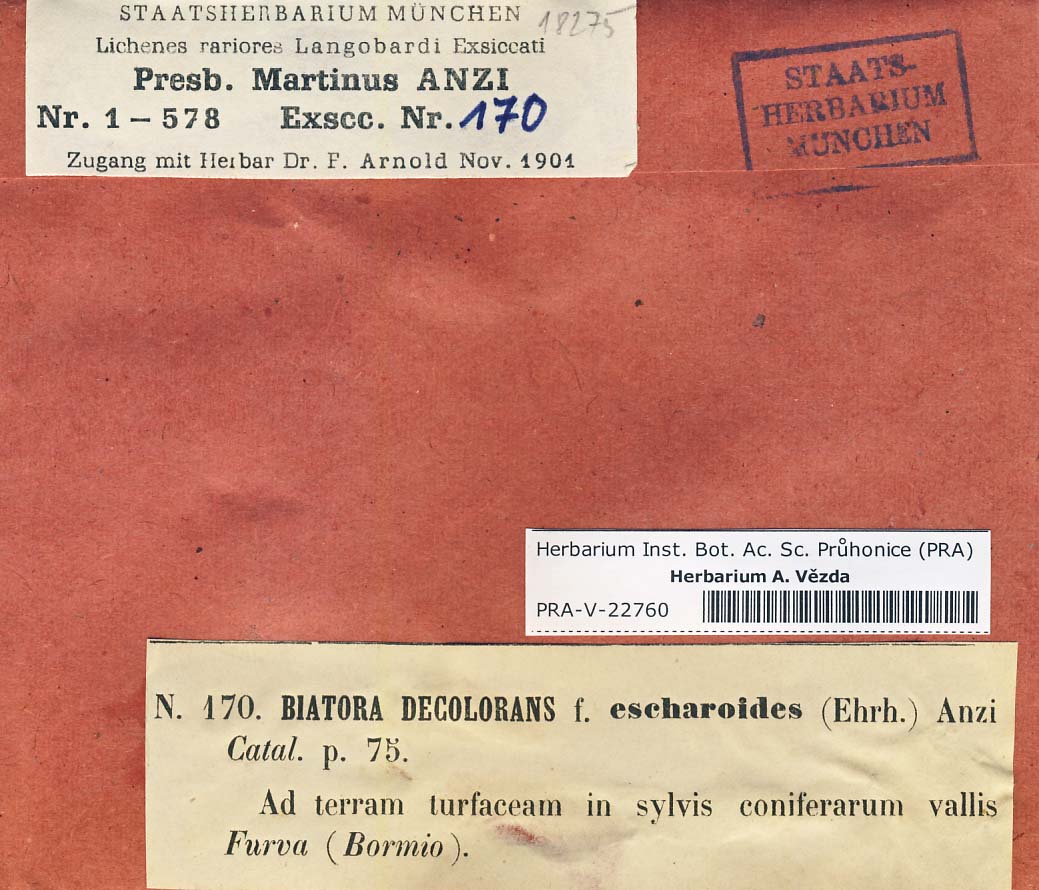 STAATSHERBARIUM MÜNCHEN
18275
Lichenes rariores Langobardi Exsiccati
Presb. Martinus ANZI
Nr. 1 – 578 Exscc. Nr. 170
Zugang mit Herbar Dr. F. Arnold Nov. 1901
STAATS-
HERBARIUM
MÜNCHEN
Herbarium Inst. Bot. Ac. Sc. Průhonice (PRA)
Herbarium A. Vězda
PRA-V-22760
N. 170. BIATORA DECOLORANS f. escharoides (Ehrh.) Anzi
Catal. p. 75.
Ad terram turfaceam in sylvis coniferarum vallis
Furva (Bormio).